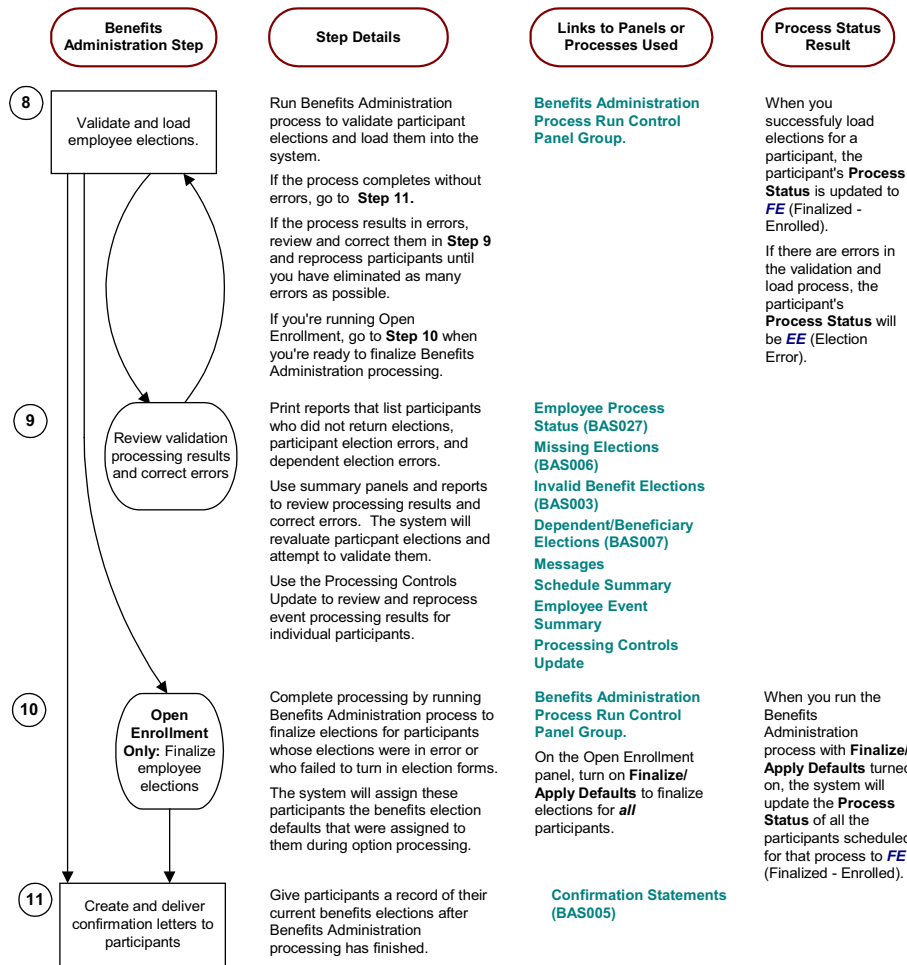 Benefits
Administration Step
Step Details
Links to Panels or
Processes Used
Process Status
Result
8
Validate and load
employee elections.
Run Benefits Administration
process to validate participant
elections and load them into the
system.
If the process completes without
errors, go to Step 11.
If the process results in errors,
review and correct them in Step 9
and reprocess participants until
you have eliminated as many
errors as possible.
If you're running Open
Enrollment, go to Step 10 when
you're ready to finalize Benefits
Administration processing.
Benefits Administration
Process Run Control
Panel Group.
When you
successfuly load
elections for a
participant, the
participant's Process
Status is updated to
FE (Finalized -
Enrolled).
If there are errors in
the validation and
load process, the
participant's
Process Status will
be EE (Election
Error).
9
Review validation
processing results
and correct errors
Print reports that list participants
who did not return elections,
participant election errors, and
dependent election errors.
Use summary panels and reports
to review processing results and
correct errors. The system will
revaluate particpant elections and
attempt to validate them.
Use the Processing Controls
Update to review and reprocess
event processing results for
individual participants.
Employee Process
Status (BAS027)
Missing Elections
(BAS006)
Invalid Benefit Elections
(BAS003)
Dependent/Beneficiary
Elections (BAS007)
Messages
Schedule Summary
Employee Event
Summary
Processing Controls
Update
10
Open
Enrollment
Only: Finalize
employee
elections
Complete processing by running
Benefits Administration process to
finalize elections for participants
whose elections were in error or
who failed to turn in election forms.
The system will assign these
participants the benefits election
defaults that were assigned to
them during option processing.
Benefits Administration
Process Run Control
Panel Group.
On the Open Enrollment
panel, turn on Finalize/
Apply Defaults to finalize
elections for all
participants.
When you run the
Benefits
Administration
process with Finalize/
Apply Defaults turned
on, the system will
update the Process
Status of all the
participants scheduled
for that process to FE
(Finalized - Enrolled).
11
Create and deliver
confirmation letters to
participants
Give participants a record of their
current benefits elections after
Benefits Administration
processing has finished.
Confirmation Statements
(BAS005)